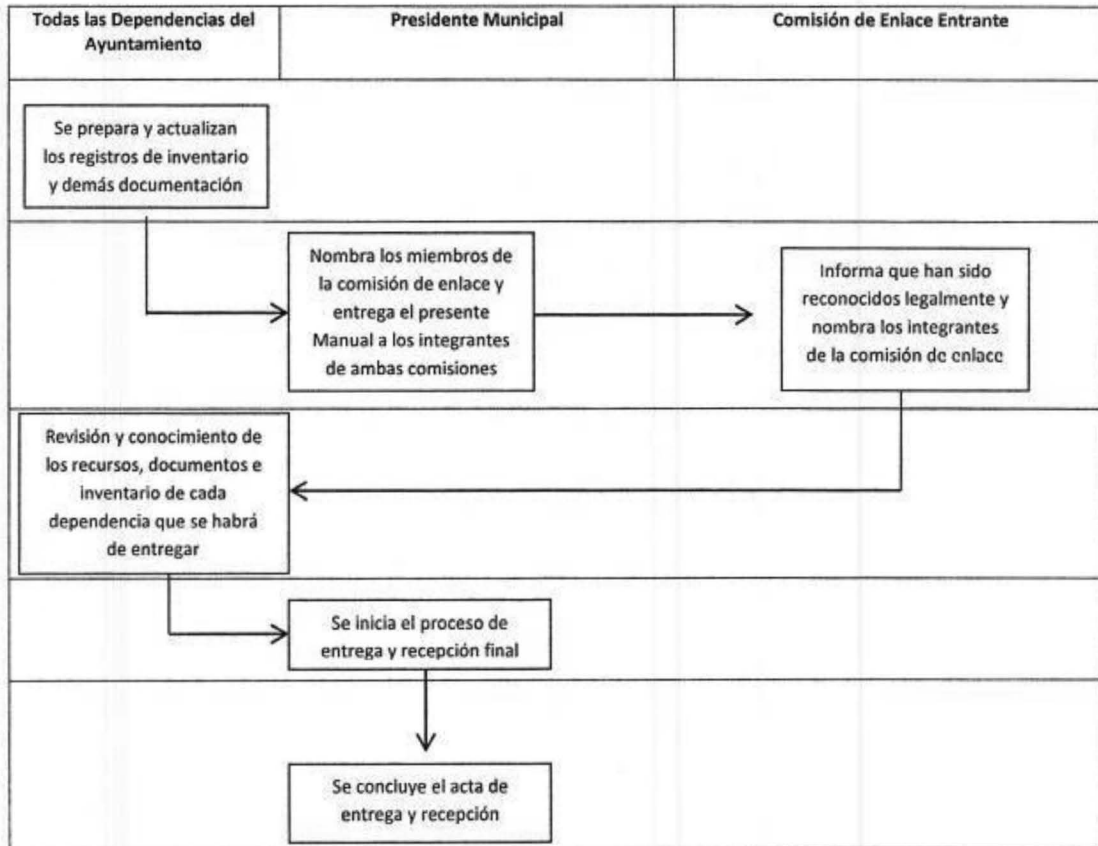 Todas las Dependencias del
Ayuntamiento
Presidente Municipal
Comisión de Enlace Entrante
Se prepara y actualizan
los registros de inventario
y demás documentación
Nombra los miembros de
la comisión de enlace y
entrega el presente
Manual a los integrantes
de ambas comisiones
Informa que han sido
reconocidos legalmente y
nombra los integrantes
de la comisión de enlace
Revisión y conocimiento de
los recursos, documentos e
inventario de cada
dependencia que se habrá
de entregar
Se inicia el proceso de
entrega y recepción final
Se concluye el acta de
entrega y recepción